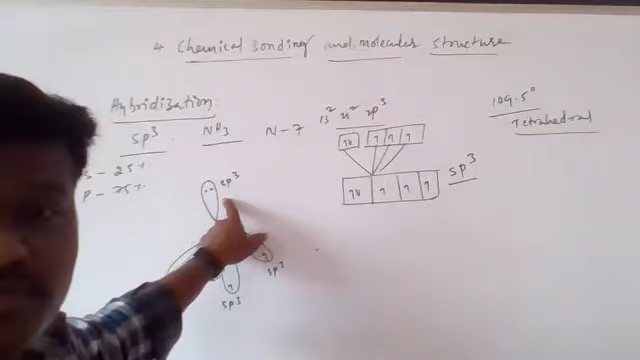 4 Chemical Bonding and molecular structure
Hybridization
sp³ NH₃ N - 7 1s² 2s² 2p³
S - 25%
P - 75%
109.5°
Tetrahedral
sp³
sp³
sp³
sp³